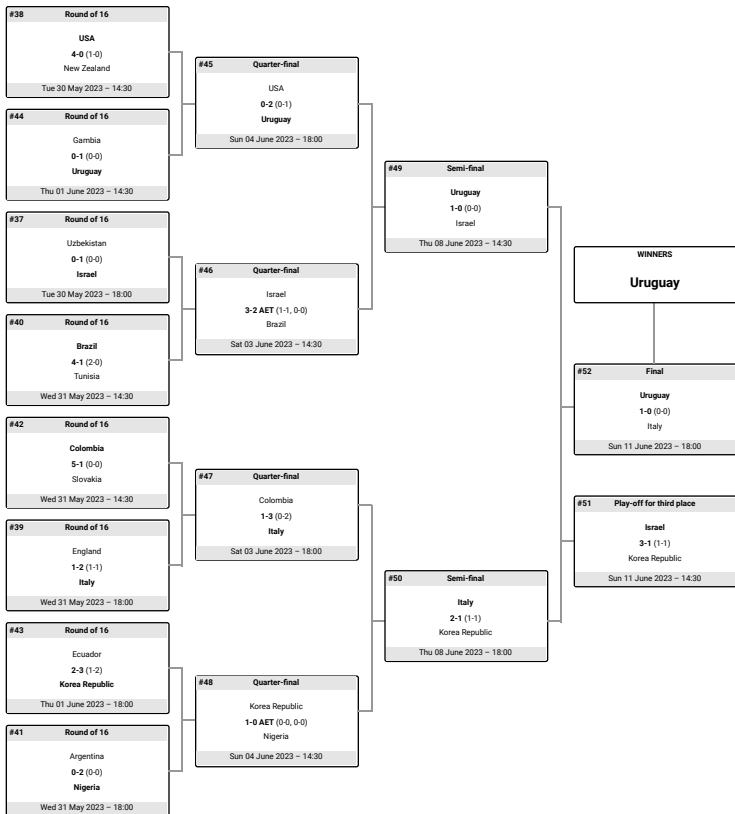 #38 Round of 16
USA
4-0 (1-0)
New Zealand
Tue 30 May 2023 – 14:30
#44 Round of 16
Gambia
0-1 (0-0)
Uruguay
Thu 01 June 2023 – 14:30
#37 Round of 16
Uzbekistan
0-1 (0-0)
Israel
Tue 30 May 2023 – 18:00
#40 Round of 16
Brazil
4-1 (2-0)
Tunisia
Wed 31 May 2023 – 14:30
#42 Round of 16
Colombia
5-1 (0-0)
Slovakia
Wed 31 May 2023 – 14:30
#39 Round of 16
England
1-2 (1-1)
Italy
Wed 31 May 2023 – 18:00
#43 Round of 16
Ecuador
2-3 (1-2)
Korea Republic
Thu 01 June 2023 – 18:00
#41 Round of 16
Argentina
0-2 (0-0)
Nigeria
Wed 31 May 2023 – 18:00
#45 Quarter-final
USA
0-2 (0-1)
Uruguay
Sun 04 June 2023 – 18:00
#46 Quarter-final
Israel
3-2 AET (1-1, 0-0)
Brazil
Sat 03 June 2023 – 14:30
#47 Quarter-final
Colombia
1-3 (0-2)
Italy
Sat 03 June 2023 – 18:00
#48 Quarter-final
Korea Republic
1-0 AET (0-0, 0-0)
Nigeria
Sun 04 June 2023 – 14:30
#49 Semi-final
Uruguay
1-0 (0-0)
Israel
Thu 08 June 2023 – 14:30
#50 Semi-final
Italy
2-1 (1-1)
Korea Republic
Thu 08 June 2023 – 18:00
WINNERS
Uruguay
#52 Final
Uruguay
1-0 (0-0)
Italy
Sun 11 June 2023 – 18:00
#51 Play-off for third place
Israel
3-1 (1-1)
Korea Republic
Sun 11 June 2023 – 14:30